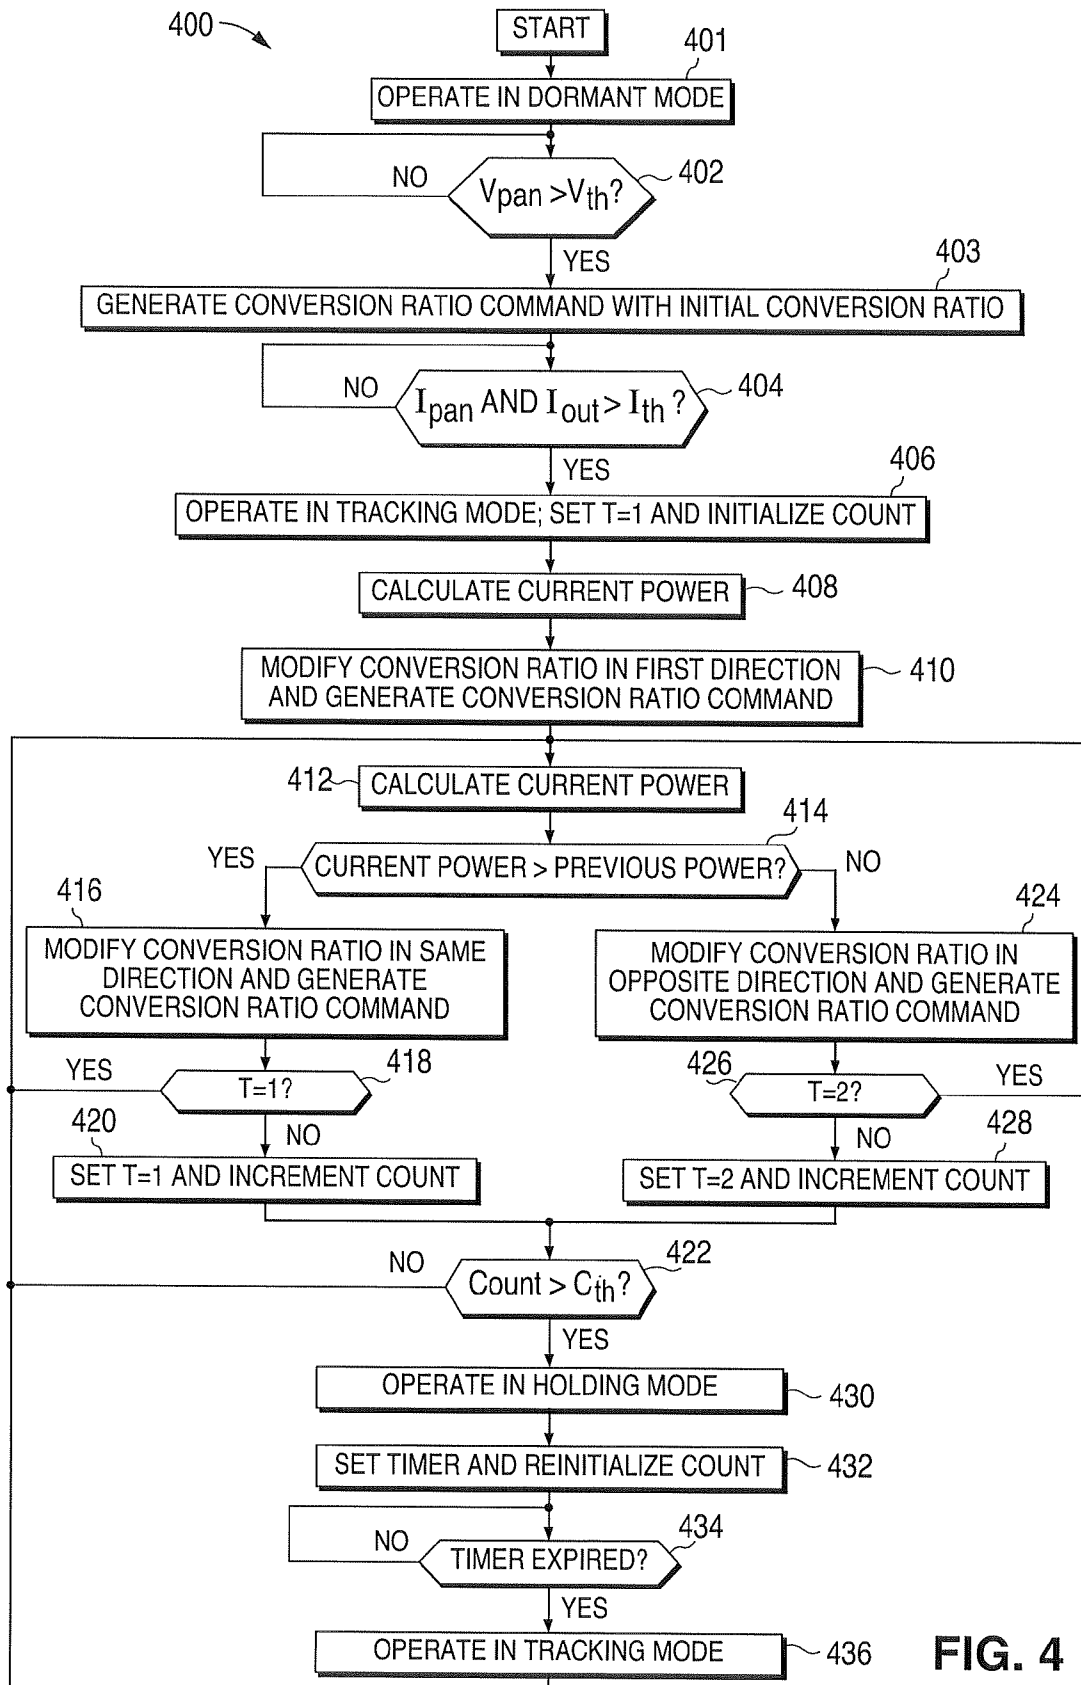 400
START
401
OPERATE IN DORMANT MODE
NO
Vpan >Vth?
402
YES
403
GENERATE CONVERSION RATIO COMMAND WITH INITIAL CONVERSION RATIO
NO
Ipan AND Iout > Ith ?
404
YES
406
OPERATE IN TRACKING MODE; SET T=1 AND INITIALIZE COUNT
CALCULATE CURRENT POWER
408
MODIFY CONVERSION RATIO IN FIRST DIRECTION
AND GENERATE CONVERSION RATIO COMMAND
410
412
CALCULATE CURRENT POWER
414
YES
CURRENT POWER > PREVIOUS POWER?
NO
416
MODIFY CONVERSION RATIO IN SAME
DIRECTION AND GENERATE
CONVERSION RATIO COMMAND
424
MODIFY CONVERSION RATIO IN
OPPOSITE DIRECTION AND GENERATE
CONVERSION RATIO COMMAND
YES
T=1?
418
426
T=2?
YES
420
NO
NO
428
SET T=1 AND INCREMENT COUNT
SET T=2 AND INCREMENT COUNT
NO
Count > Cth?
422
YES
OPERATE IN HOLDING MODE
430
SET TIMER AND REINITIALIZE COUNT
432
NO
TIMER EXPIRED?
434
YES
OPERATE IN TRACKING MODE
436
FIG. 4